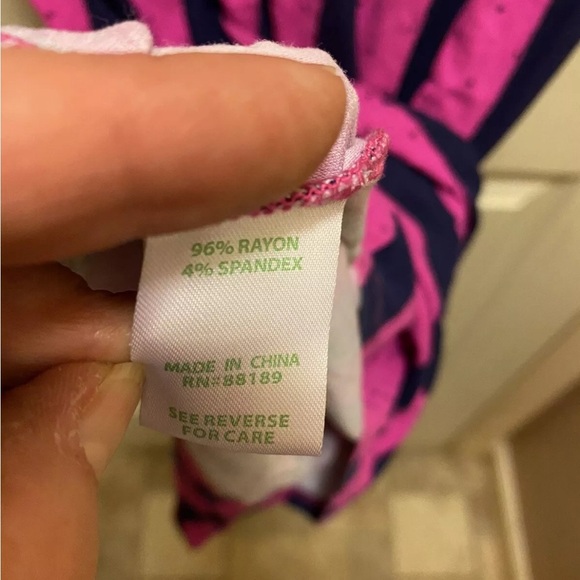 96% RAYON
4% SPANDEX
MADE IN CHINA
RN#88189
SEE REVERSE
FOR CARE